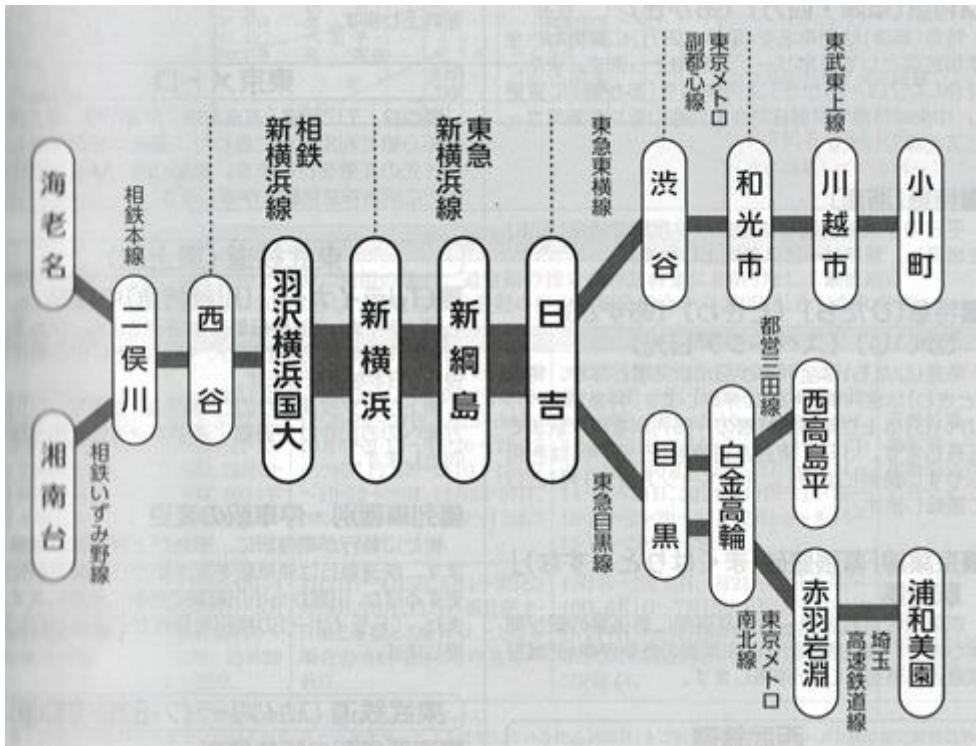 海老名
湘南台
相鉄本線
二俣川
相鉄いずみ野線
西谷
相鉄
新横浜線
羽沢横浜国大
新横浜
東急
新横浜線
新綱島
日吉
東急東横線
渋谷
東京メトロ
副都心線
和光市
東武東上線
川越市
小川町
東急目黒線
目黒
白金高輪
都営三田線
西高島平
東京メトロ
南北線
赤羽岩淵
埼玉
高速鉄道線
浦和美園